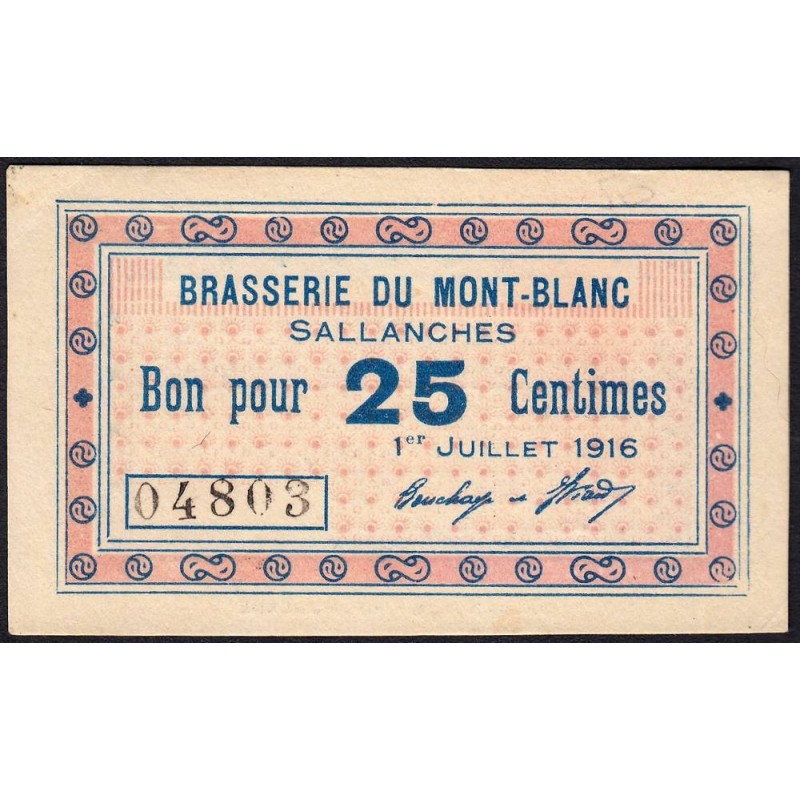 BRASSERIE DU MONT-BLANC
SALLANCHES
Bon pour 25 Centimes
1er JUILLET 1916
04803